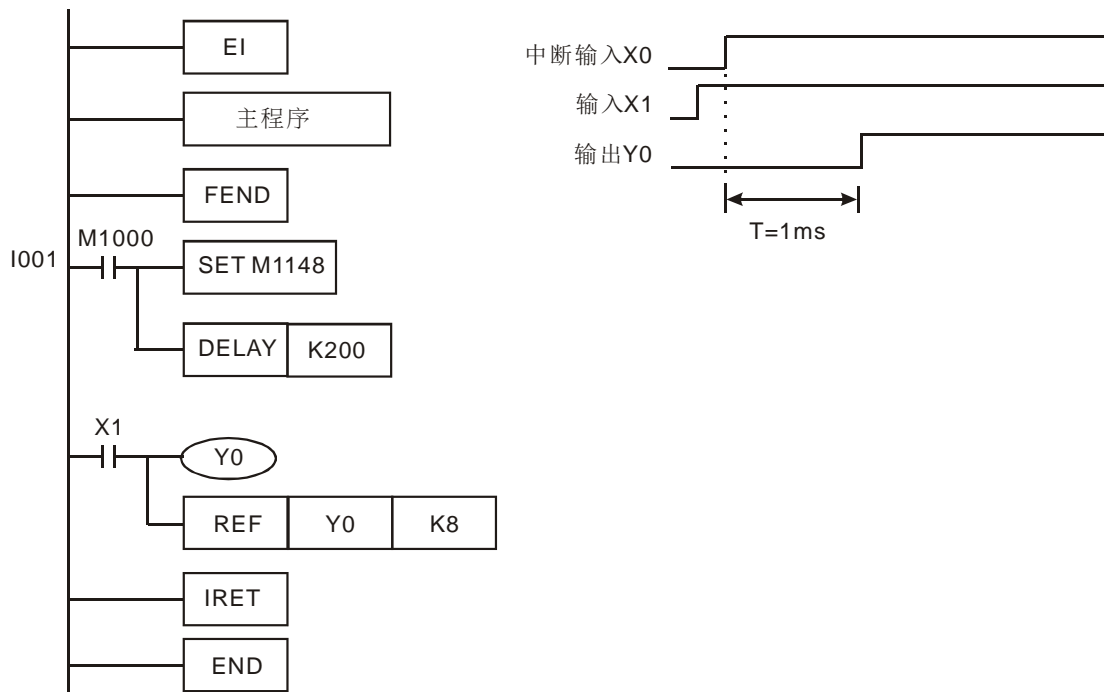 EI
主程序
FEND
I001
M1000
SET M1148
DELAY K200
X1
Y0
REF Y0 K8
IRET
END
中断输入X0
输入X1
输出Y0
T=1ms